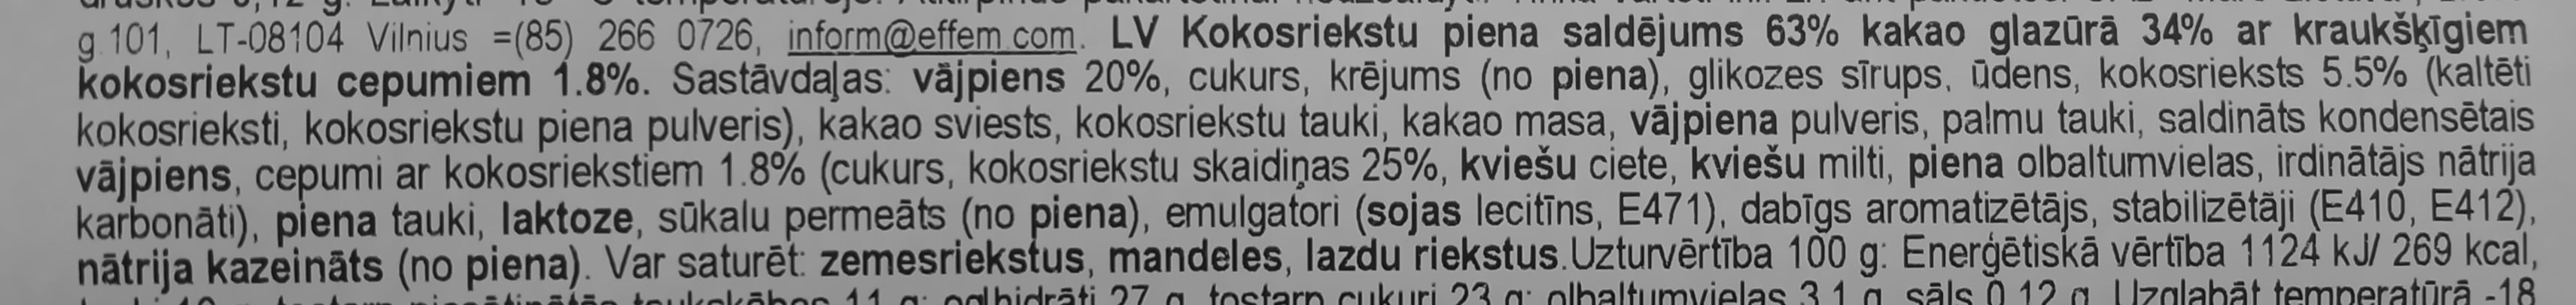 g.101, LT-08104 Vilnius =(85) 266 0726, inform@effem.com. LV Kokosriekstu piena saldējums 63% kakao glazūrā 34% ar kraukšķīgiem
kokosriekstu cepumiem 1.8%. Sastāvdaļas: vājpiens 20%, cukurs, krējums (no piena), glikozes sīrups, ūdens, kokosrieksts 5.5% (kaltēti
kokosrieksti, kokosriekstu piena pulveris), kakao sviests, kokosriekstu tauki, kakao masa, vājpiena pulveris, palmu tauki, saldināts kondensētais
vājpiens, cepumi ar kokosriekstiem 1.8% (cukurs, kokosriekstu skaidiņas 25%, kviešu ciete, kviešu milti, piena olbaltumvielas, irdinātājs nātrija
karbonāti), piena tauki, laktoze, sūkalu permeāts (no piena), emulgatori (sojas lecitīns, E471), dabīgs aromatizētājs, stabilizētāji (E410, E412),
nātrija kazeināts (no piena). Var saturēt: zemesriekstus, mandeles, lazdu riekstus.Uzturvērtība 100 g: Enerģētiskā vērtība 1124 kJ/ 269 kcal,
11 g; ogļhidrāti 27 g, tostarp cukuri 23 g; olbaltumvielas 3.1 g, sāls 0.12 g. Uzglabāt temperatūrā -18